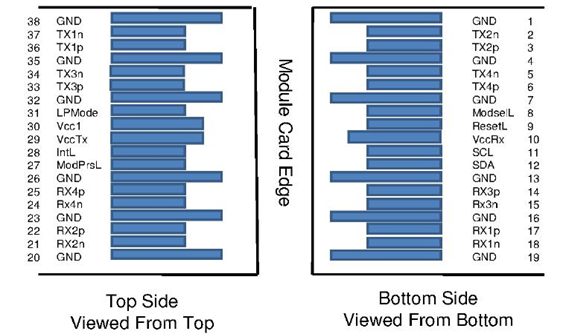 38 GND
37 TX1n
36 TX1p
35 GND
34 TX3n
33 TX3p
32 GND
31 LPMode
30 Vcc1
29 VccTx
28 IntL
27 ModPrsL
26 GND
25 RX4p
24 Rx4n
23 GND
22 RX2p
21 RX2n
20 GND
Top Side
Viewed From Top
Module Card Edge
GND 1
TX2n 2
TX2p 3
GND 4
TX4n 5
TX4p 6
GND 7
ModselL 8
ResetL 9
VccRx 10
SCL 11
SDA 12
GND 13
RX3p 14
Rx3n 15
GND 16
RX1p 17
RX1n 18
GND 19
Bottom Side
Viewed From Bottom